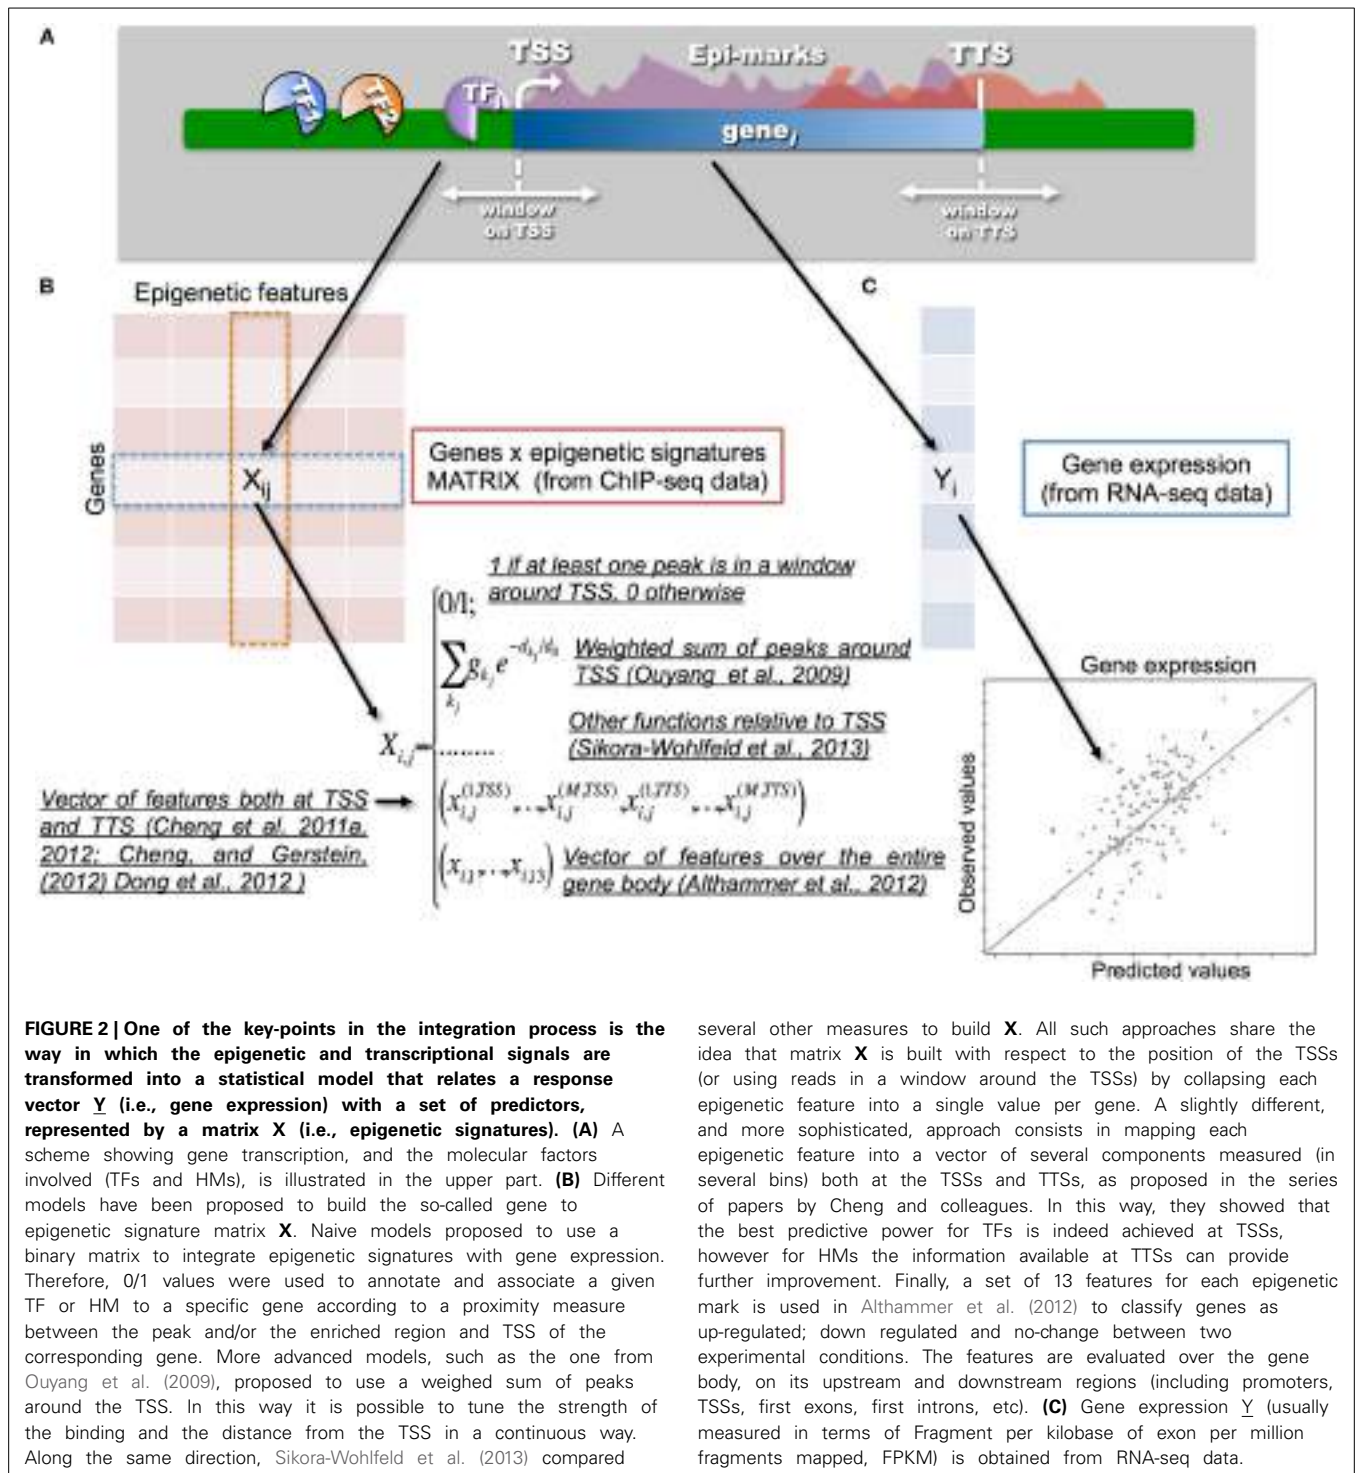 A
TSS
Epi-marks
TTS
TF1
TF2
TFj
genei
window
on TSS
window
on TTS
B
C
Epigenetic features
Genes
Xij
Genes x epigenetic signatures
MATRIX (from ChIP-seq data)
Yi
Gene expression
(from RNA-seq data)
1 if at least one peak is in a window
around TSS, 0 otherwise
0/1;
Weighted sum of peaks around
TSS (Ouyang et al., 2009)
Other functions relative to TSS
(Sikora-Wohlfeld et al., 2013)
Xi,j= ........
Vector of features both at TSS
and TTS (Cheng et al. 2011a,
2012; Cheng, and Gerstein,
(2012) Dong et al., 2012 )
Vector of features over the entire
gene body (Althammer et al., 2012)
Gene expression
Observed values
Predicted values
FIGURE 2 | One of the key-points in the integration process is the
way in which the epigenetic and transcriptional signals are
transformed into a statistical model that relates a response
vector Y (i.e., gene expression) with a set of predictors,
represented by a matrix X (i.e., epigenetic signatures). (A) A
scheme showing gene transcription, and the molecular factors
involved (TFs and HMs), is illustrated in the upper part. (B) Different
models have been proposed to build the so-called gene to
epigenetic signature matrix X. Naive models proposed to use a
binary matrix to integrate epigenetic signatures with gene expression.
Therefore, 0/1 values were used to annotate and associate a given
TF or HM to a specific gene according to a proximity measure
between the peak and/or the enriched region and TSS of the
corresponding gene. More advanced models, such as the one from
Ouyang et al. (2009), proposed to use a weighed sum of peaks
around the TSS. In this way it is possible to tune the strength of
the binding and the distance from the TSS in a continuous way.
Along the same direction, Sikora-Wohlfeld et al. (2013) compared
several other measures to build X. All such approaches share the
idea that matrix X is built with respect to the position of the TSSs
(or using reads in a window around the TSSs) by collapsing each
epigenetic feature into a single value per gene. A slightly different,
and more sophisticated, approach consists in mapping each
epigenetic feature into a vector of several components measured (in
several bins) both at the TSSs and TTSs, as proposed in the series
of papers by Cheng and colleagues. In this way, they showed that
the best predictive power for TFs is indeed achieved at TSSs,
however for HMs the information available at TTSs can provide
further improvement. Finally, a set of 13 features for each epigenetic
mark is used in Althammer et al. (2012) to classify genes as
up-regulated; down regulated and no-change between two
experimental conditions. The features are evaluated over the gene
body, on its upstream and downstream regions (including promoters,
TSSs, first exons, first introns, etc). (C) Gene expression Y (usually
measured in terms of Fragment per kilobase of exon per million
fragments mapped, FPKM) is obtained from RNA-seq data.